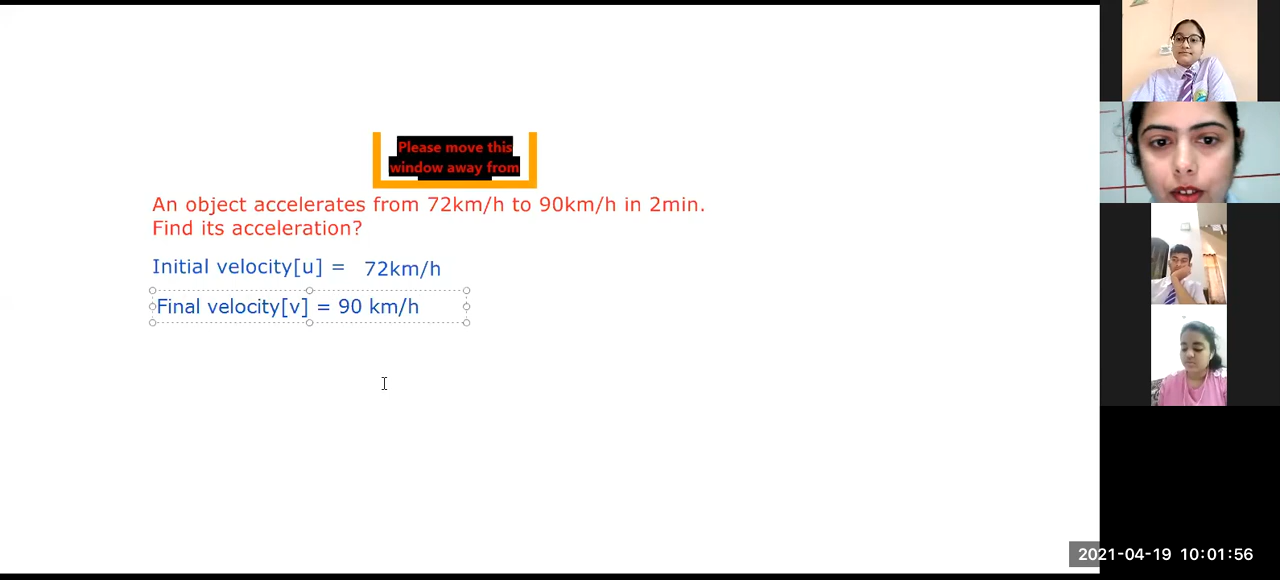 Please move this
window away from
An object accelerates from 72km/h to 90km/h in 2min.
Find its acceleration?
Initial velocity[u] = 72km/h
Final velocity[v] = 90 km/h
2021-04-19 10:01:56